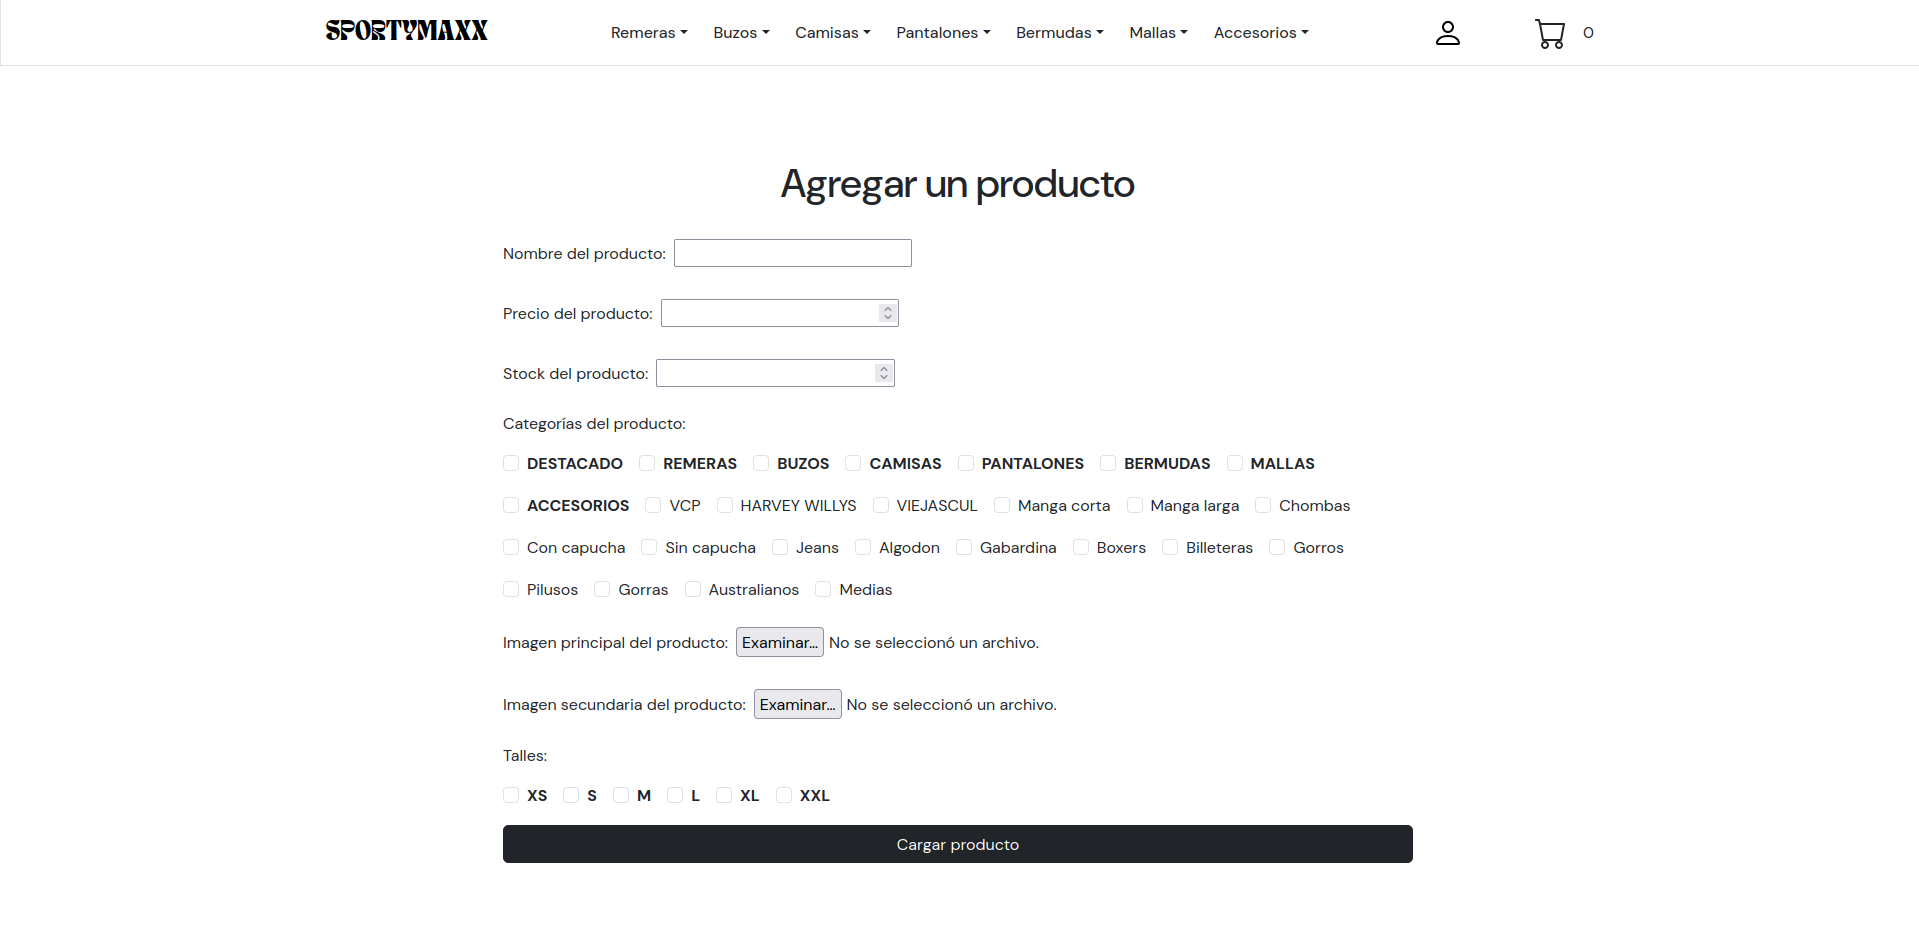 SPORTYMAXX Remeras Buzos Camisas Pantalones Bermudas Mallas Accesorios 0
Agregar un producto
Nombre del producto:
Precio del producto:
Stock del producto:
Categorías del producto:
DESTACADO REMERAS BUZOS CAMISAS PANTALONES BERMUDAS MALLAS
ACCESORIOS VCP HARVEY WILLYS VIEJASCUL Manga corta Manga larga Chombas
Con capucha Sin capucha Jeans Algodon Gabardina Boxers Billeteras Gorros
Pilusos Gorras Australianos Medias
Imagen principal del producto: Examinar... No se seleccionó un archivo.
Imagen secundaria del producto: Examinar... No se seleccionó un archivo.
Talles:
XS S M L XL XXL
Cargar producto